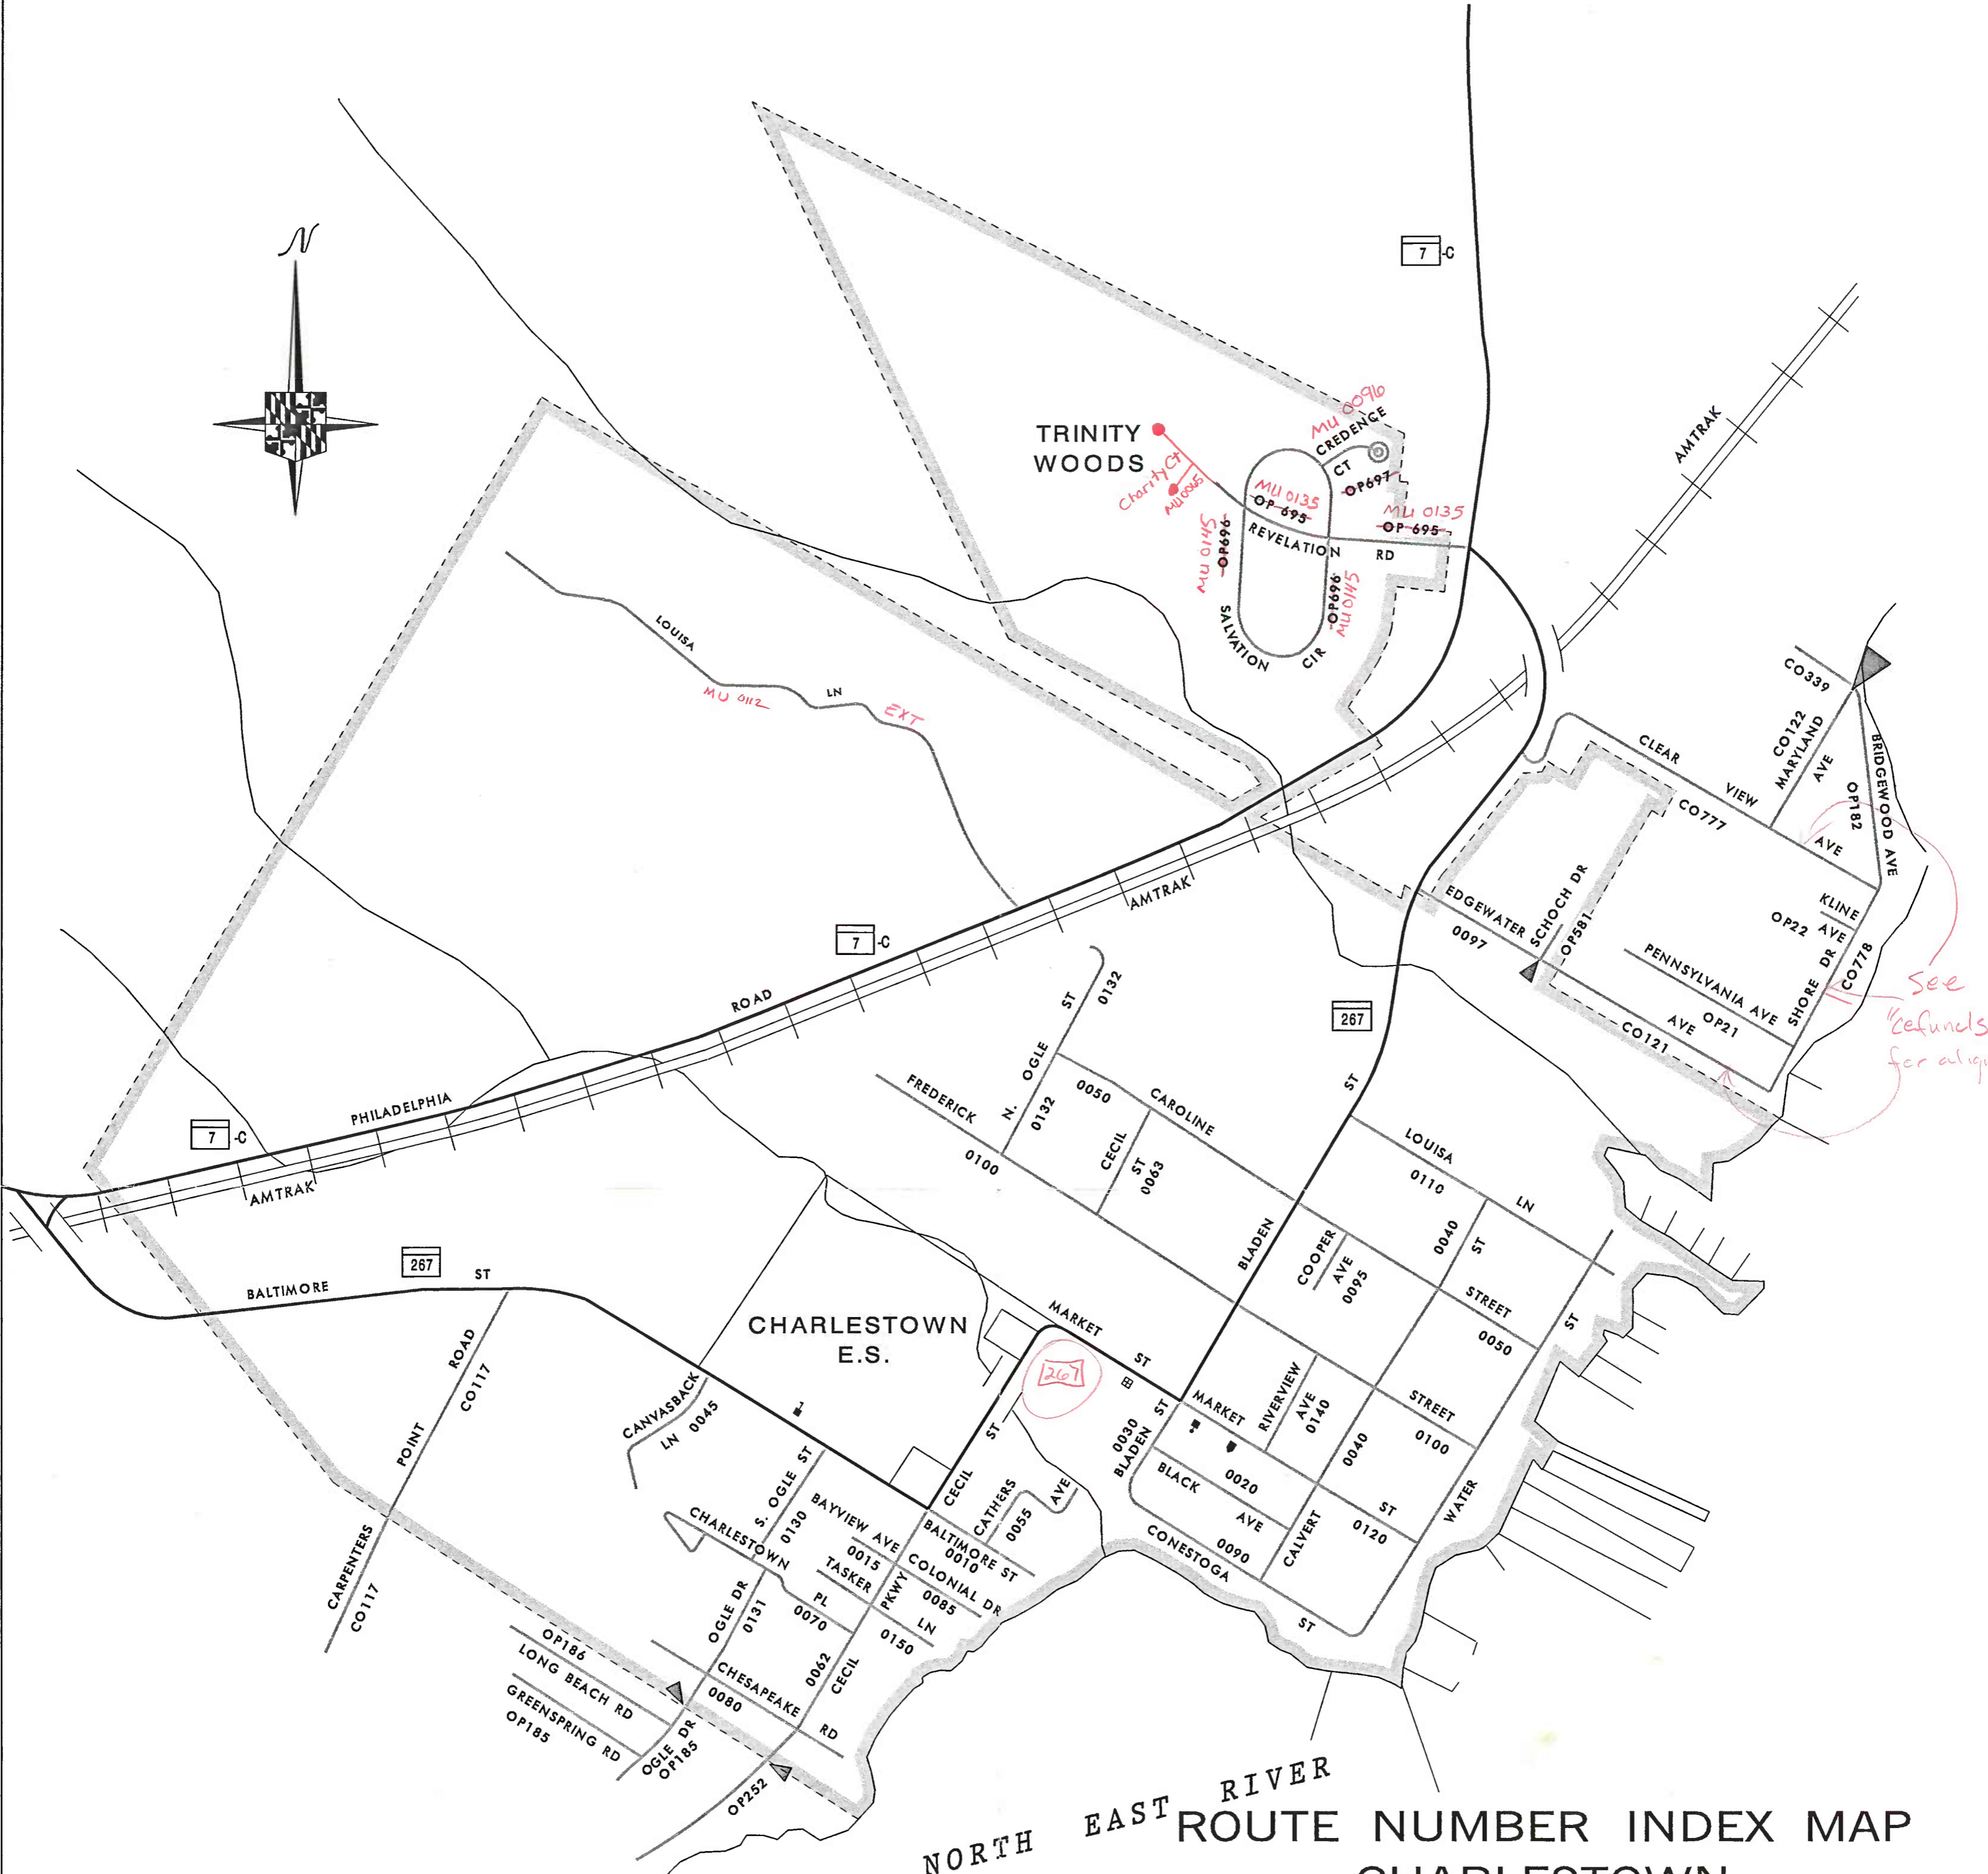 N
7 -C
AMTRAK
TRINITY
WOODS
MU 0096
CREDENCE
CT
OP697
Charity Ct
MU 0065
MU 0135
OP 695
MU 0135
OP 695
REVELATION
RD
MU 0145
OP696
OP696
MU 0145
SALVATION
CIR
LOUISA
LN
MU 0112
EXT
CO339
CO122
MARYLAND
AVE
BRIDGEWOOD AVE
OP182
CLEAR
VIEW
AVE
CO777
KLINE
AVE
OP22
SHORE DR
CO778
PENNSYLVANIA AVE
OP21
EDGEWATER
AVE
0097
CO121
SCHOCH DR
OP581
See
for
7 -C
ROAD
AMTRAK
267
PHILADELPHIA
7 -C
AMTRAK
N. OGLE ST
0132
0132
FREDERICK
0100
0050
CAROLINE
CECIL
ST
0063
ST
BLADEN
LOUISA
0110
LN
COOPER
AVE
0095
0040
ST
STREET
0050
ST
267
BALTIMORE
ST
CHARLESTOWN
E.S.
MARKET
ST
267
POINT
ROAD
CO117
CANVASBACK
LN 0045
1
ST
CECIL
0030
BLADEN
ST
MARKET
RIVERVIEW
AVE
0140
0040
STREET
0100
BLACK
AVE
0020
ST
0120
WATER
CALVERT
0090
CONESTOGA
ST
S. OGLE ST
0130
BAYVIEW AVE
0015
CATHERS
AVE
0055
BALTIMORE ST
0010
CHARLESTOWN
PL
0070
TASKER
LN
0150
PKWY
COLONIAL DR
0085
CARPENTERS
CO117
OGLE DR
0131
0062
CECIL
CHESAPEAKE
RD
0080
OP186
LONG BEACH RD
GREENSPRING RD
OP185
OGLE DR
OP185
OP252
NORTH EAST RIVER
ROUTE NUMBER INDEX MAP
CHARLESTOWN